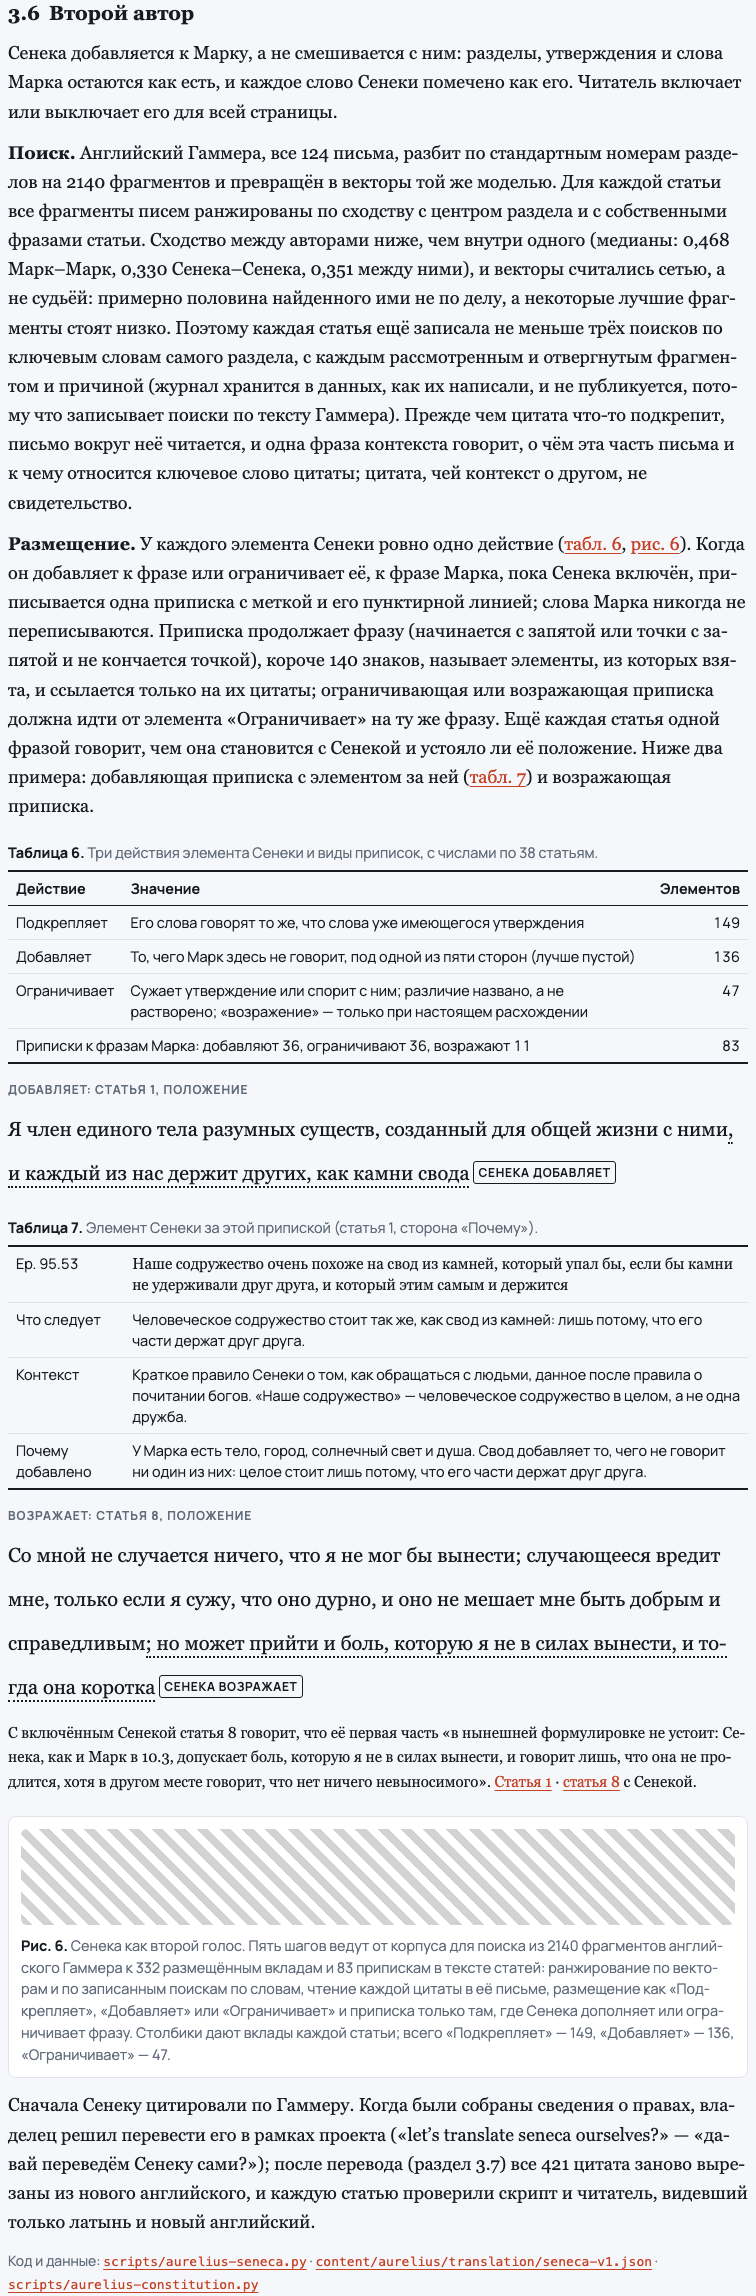 3.6 Второй автор
Сенека добавляется к Марку, а не смешивается с ним: разделы, утверждения и слова
Марка остаются как есть, и каждое слово Сенеки помечено как его. Читатель включает
или выключает его для всей страницы.
Поиск. Английский Гаммера, все 124 письма, разбит по стандартным номерам разде-
лов на 2140 фрагментов и превращён в векторы той же моделью. Для каждой статьи
все фрагменты писем ранжированы по сходству с центром раздела и с собственными
фразами статьи. Сходство между авторами ниже, чем внутри одного (медианы: 0,468
Марк–Марк, 0,330 Сенека–Сенека, 0,351 между ними), и векторы считались сетью, а
не судьёй: примерно половина найденного ими не по делу, а некоторые лучшие фраг-
менты стоят низко. Поэтому каждая статья ещё записала не меньше трёх поисков по
ключевым словам самого раздела, с каждым рассмотренным и отвергнутым фрагмен-
том и причиной (журнал хранится в данных, как их написали, и не публикуется, пото-
му что записывает поиски по тексту Гаммера). Прежде чем цитата что-то подкрепит,
письмо вокруг неё читается, и одна фраза контекста говорит, о чём эта часть письма и
к чему относится ключевое слово цитаты; цитата, чей контекст о другом, не
свидетельство.
Размещение. У каждого элемента Сенеки ровно одно действие (табл. 6, рис. 6). Когда
он добавляет к фразе или ограничивает её, к фразе Марка, пока Сенека включён, при-
писывается одна приписка с меткой и его пунктирной линией; слова Марка никогда не
переписываются. Приписка продолжает фразу (начинается с запятой или точки с за-
пятой и не кончается точкой), короче 140 знаков, называет элементы, из которых взя-
та, и ссылается только на их цитаты; ограничивающая или возражающая приписка
должна идти от элемента «Ограничивает» на ту же фразу. Ещё каждая статья одной
фразой говорит, чем она становится с Сенекой и устояло ли её положение. Ниже два
примера: добавляющая приписка с элементом за ней (табл. 7) и возражающая
приписка.
Таблица 6. Три действия элемента Сенеки и виды приписок, с числами по 38 статьям.
Действие Значение Элементов
Подкрепляет Его слова говорят то же, что слова уже имеющегося утверждения 149
Добавляет То, чего Марк здесь не говорит, под одной из пяти сторон (лучше пустой) 136
Ограничивает Сужает утверждение или спорит с ним; различие названо, а не 47
растворено; «возражение» — только при настоящем расхождении
Приписки к фразам Марка: добавляют 36, ограничивают 36, возражают 11 83
ДОБАВЛЯЕТ: СТАТЬЯ 1, ПОЛОЖЕНИЕ
Я член единого тела разумных существ, созданный для общей жизни с ними,
и каждый из нас держит других, как камни свода СЕНЕКА ДОБАВЛЯЕТ
Таблица 7. Элемент Сенеки за этой припиской (статья 1, сторона «Почему»).
Ep. 95.53 Наше содружество очень похоже на свод из камней, который упал бы, если бы камни
не удерживали друг друга, и который этим самым и держится
Что следует Человеческое содружество стоит так же, как свод из камней: лишь потому, что его
части держат друг друга.
Контекст Краткое правило Сенеки о том, как обращаться с людьми, данное после правила о
почитании богов. «Наше содружество» — человеческое содружество в целом, а не одна
дружба.
Почему У Марка есть тело, город, солнечный свет и душа. Свод добавляет то, чего не говорит
добавлено ни один из них: целое стоит лишь потому, что его части держат друг друга.
ВОЗРАЖАЕТ: СТАТЬЯ 8, ПОЛОЖЕНИЕ
Со мной не случается ничего, что я не мог бы вынести; случающееся вредит
мне, только если я сужу, что оно дурно, и оно не мешает мне быть добрым и
справедливым; но может прийти и боль, которую я не в силах вынести, и то-
гда она коротка СЕНЕКА ВОЗРАЖАЕТ
С включённым Сенекой статья 8 говорит, что её первая часть «в нынешней формулировке не устоит: Се-
нека, как и Марк в 10.3, допускает боль, которую я не в силах вынести, и говорит лишь, что она не про-
длится, хотя в другом месте говорит, что нет ничего невыносимого». Статья 1 · статья 8 с Сенекой.
Рис. 6. Сенека как второй голос. Пять шагов ведут от корпуса для поиска из 2140 фрагментов англий-
ского Гаммера к 332 размещённым вкладам и 83 припискам в тексте статей: ранжирование по векто-
рам и по записанным поискам по словам, чтение каждой цитаты в её письме, размещение как «Под-
крепляет», «Добавляет» или «Ограничивает» и приписка только там, где Сенека дополняет или огра-
ничивает фразу. Столбики дают вклады каждой статьи; всего «Подкрепляет» — 149, «Добавляет» — 136,
«Ограничивает» — 47.
Сначала Сенеку цитировали по Гаммеру. Когда были собраны сведения о правах, вла-
делец решил перевести его в рамках проекта («let’s translate seneca ourselves?» — «да-
вай переведём Сенеку сами?»); после перевода (раздел 3.7) все 421 цитата заново выре-
заны из нового английского, и каждую статью проверили скрипт и читатель, видевший
только латынь и новый английский.
Код и данные: scripts/aurelius-seneca.py · content/aurelius/translation/seneca-v1.json ·
scripts/aurelius-constitution.py